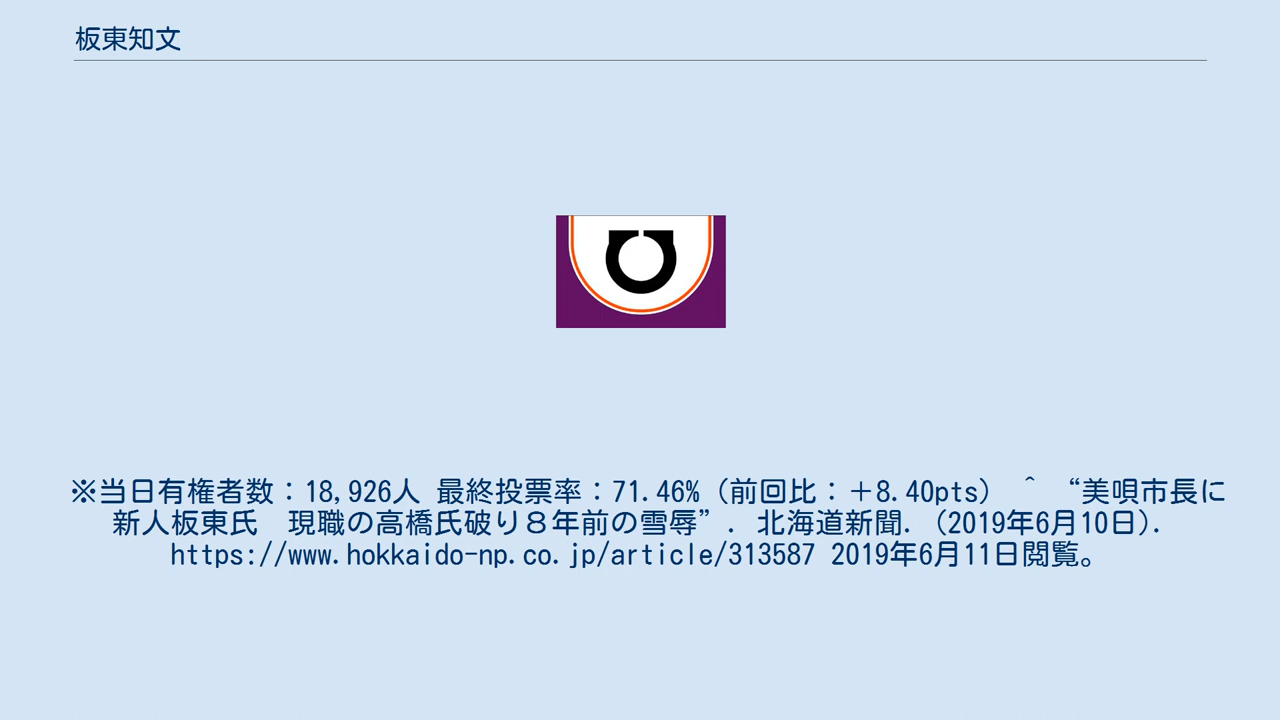 板東知文
※当日有権者数：18,926人 最終投票率：71.46%（前回比：＋8.40pts） ^ “美唄市長に
新人板東氏　現職の高橋氏破り８年前の雪辱”. 北海道新聞. (2019年6月10日).
https://www.hokkaido-np.co.jp/article/313587 2019年6月11日閲覧。